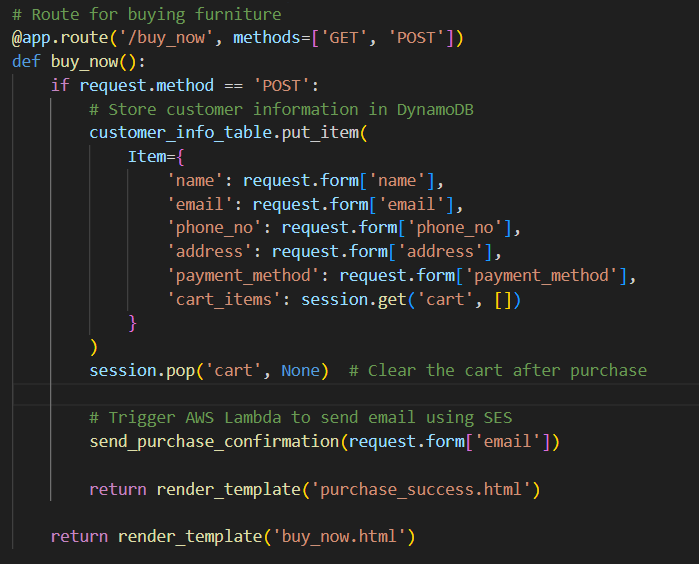 # Route for buying furniture
@app.route('/buy_now', methods=['GET', 'POST'])
def buy_now():
    if request.method == 'POST':
        # Store customer information in DynamoDB
        customer_info_table.put_item(
            Item={
                'name': request.form['name'],
                'email': request.form['email'],
                'phone_no': request.form['phone_no'],
                'address': request.form['address'],
                'payment_method': request.form['payment_method'],
                'cart_items': session.get('cart', [])
            }
        )
        session.pop('cart', None)  # Clear the cart after purchase

        # Trigger AWS Lambda to send email using SES
        send_purchase_confirmation(request.form['email'])

        return render_template('purchase_success.html')

    return render_template('buy_now.html')